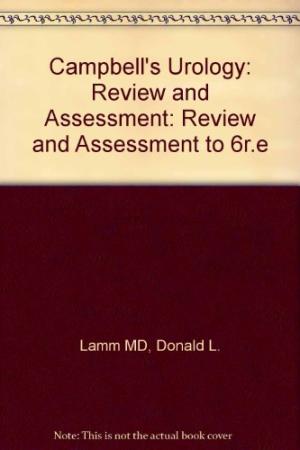 Campbell's Urology:
Review and
Assessment: Review
and Assessment to 6r.e
Lamm MD, Donald L.
Note: This is not the actual book cover